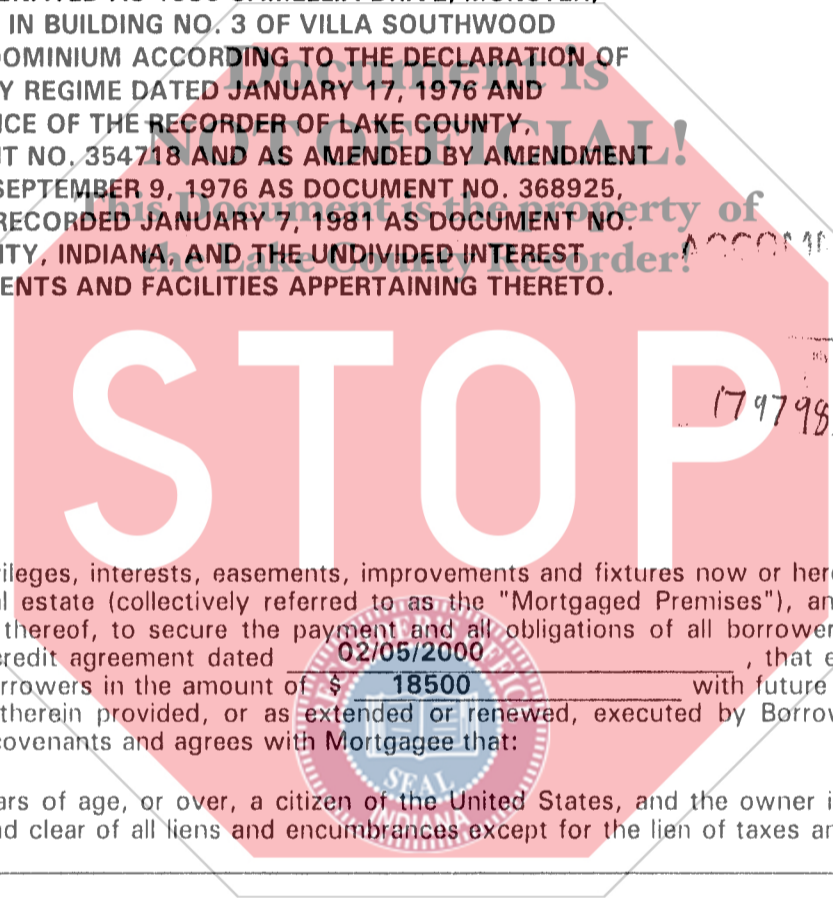 IN BUILDING NO. 3 OF VILLA SOUTHWOOD
OMINIUM ACCORDING TO THE DECLARATION OF
Document is
Y REGIME DATED JANUARY 17, 1976 AND
ICE OF THE RECORDER OF LAKE COUNTY,
NOT OFFICIAL!
T NO. 354718 AND AS AMENDED BY AMENDMENT
SEPTEMBER 9, 1976 AS DOCUMENT NO. 368925,
This Document is the property of
RECORDED JANUARY 7, 1981 AS DOCUMENT NO.
ITY, INDIANA, AND THE UNDIVIDED INTEREST
the Lake County Recorder!
ENTS AND FACILITIES APPERTAINING THERETO.
STOP
179798
ileges, interests, easements, improvements and fixtures now or her
l estate (collectively referred to as the "Mortgaged Premises"), an
thereof, to secure the payment and all obligations of all borrower
redit agreement dated 02/05/2000 , that e
rrowers in the amount of $ 18500 with future
therein provided, or as extended or renewed, executed by Borrov
covenants and agrees with Mortgagee that:
SEAL
INDIANA
ars of age, or over, a citizen of the United States, and the owner i
nd clear of all liens and encumbrances except for the lien of taxes an